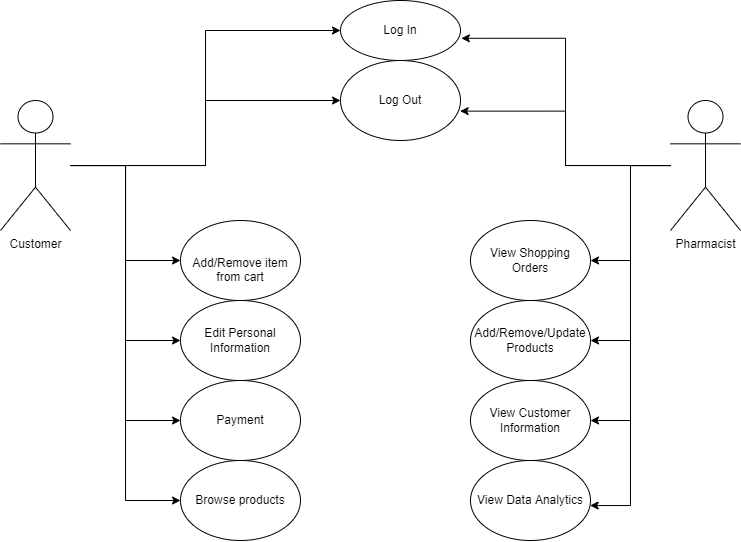 Log In
Log Out
Customer
Pharmacist
Add/Remove item
from cart
Edit Personal
Information
Payment
Browse products
View Shopping
Orders
Add/Remove/Update
Products
View Customer
Information
View Data Analytics